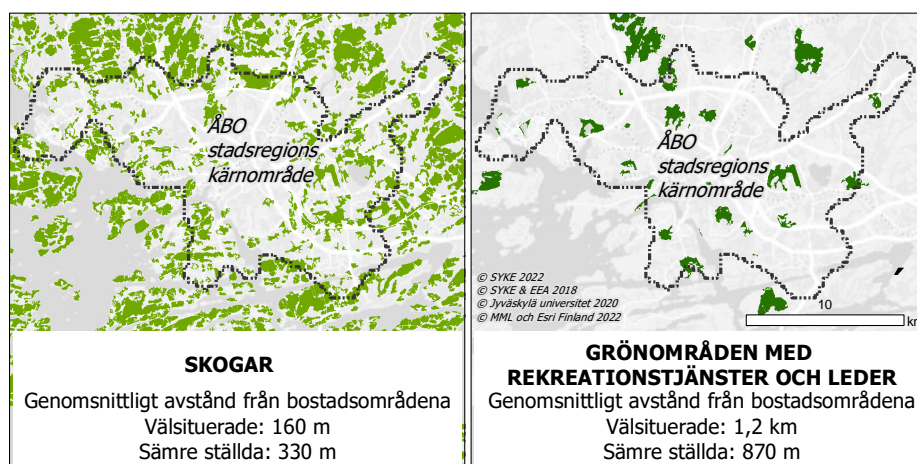 ÅBO
stadsregions
kärnområde
SKOGAR
Genomsnittligt avstånd från bostadsområdena
Välsituerade: 160 m
Sämre ställda: 330 m
ÅBO
stadsregions
kärnområde
© SYKE 2022
© SYKE & EEA 2018
© Jyväskylä universitet 2020
© MML och Esri Finland 2022
10
km
GRÖNOMRÅDEN MED
REKREATIONSTJÄNSTER OCH LEDER
Genomsnittligt avstånd från bostadsområdena
Välsituerade: 1,2 km
Sämre ställda: 870 m